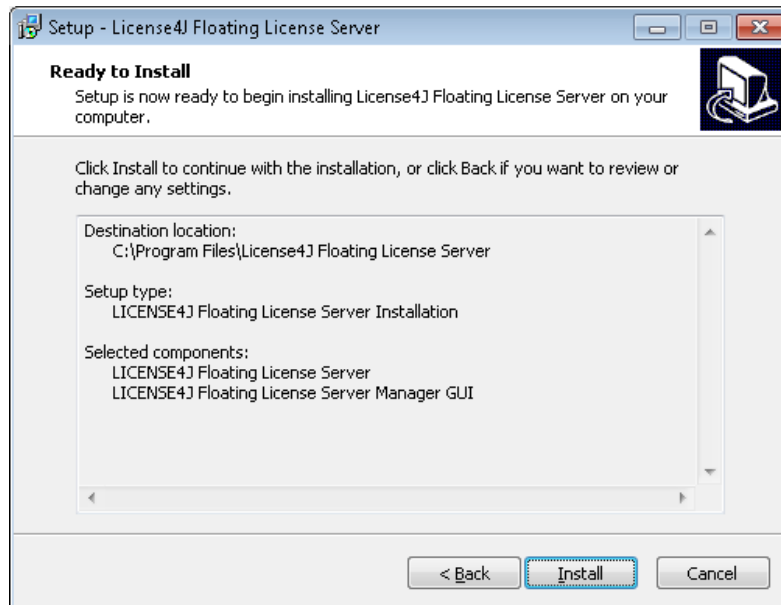 Setup - License4J Floating License Server
Ready to Install
Setup is now ready to begin installing License4J Floating License Server on your
computer.
Click Install to continue with the installation, or click Back if you want to review or
change any settings.
Destination location:
C:\Program Files\License4J Floating License Server
Setup type:
LICENSE4J Floating License Server Installation
Selected components:
LICENSE4J Floating License Server
LICENSE4J Floating License Server Manager GUI
< Back
Install
Cancel